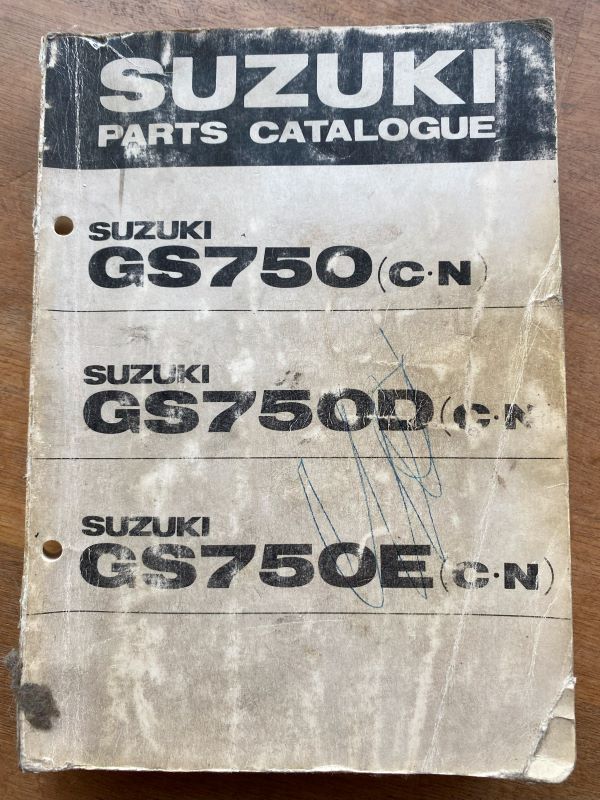 SUZUKI
PARTS CATALOGUE
SUZUKI
GS750 (C·N)
SUZUKI
GS750D (C·N
SUZUKI
GS750E (C·N)